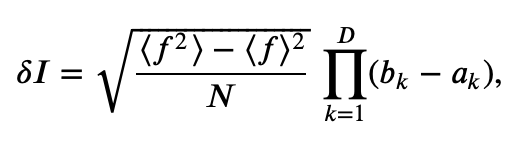 δI = √((⟨f²⟩ − ⟨f⟩²)/N) ∏_{k=1}^{D} (b_k − a_k),